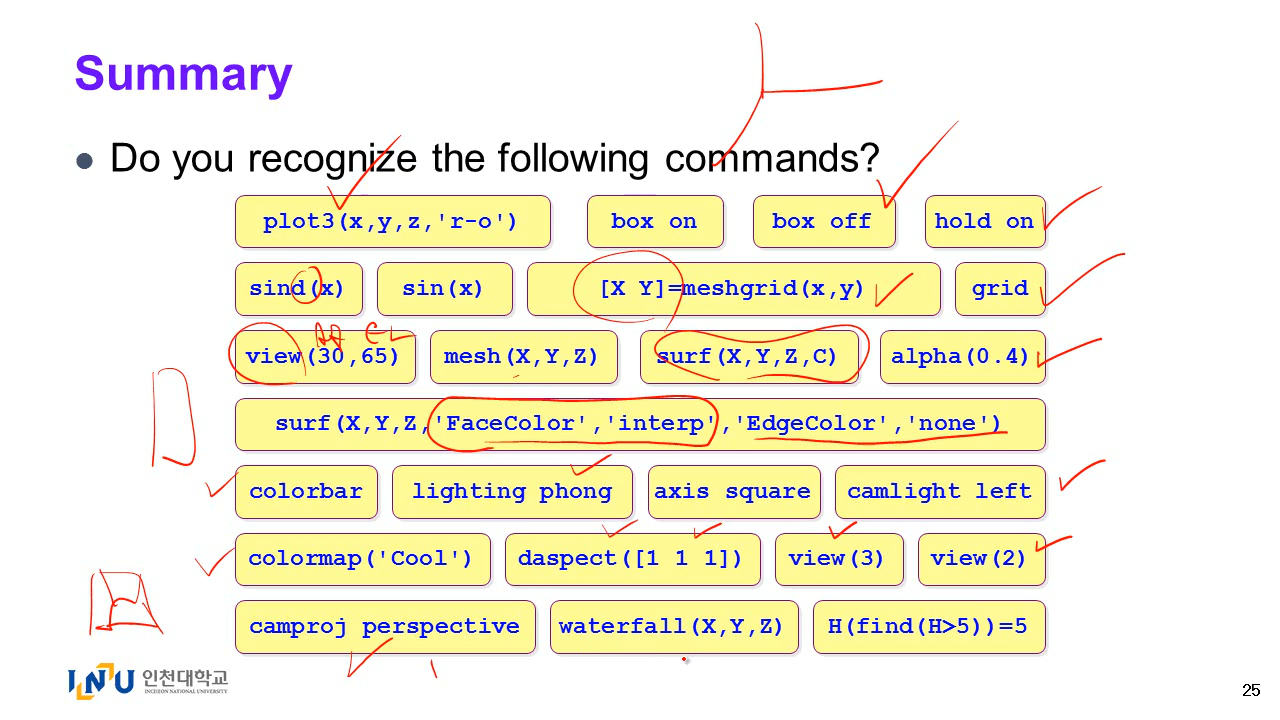 Summary
Do you recognize the following commands?
plot3(x,y,z,'r-o') box on box off hold on
sind(x) sin(x) [X Y]=meshgrid(x,y) grid
view(30,65) mesh(X,Y,Z) surf(X,Y,Z,C) alpha(0.4)
surf(X,Y,Z,'FaceColor','interp','EdgeColor','none')
colorbar lighting phong axis square camlight left
colormap('Cool') daspect([1 1 1]) view(3) view(2)
camproj perspective waterfall(X,Y,Z) H(find(H>5))=5
INU 인천대학교
INCHEON NATIONAL UNIVERSITY
25